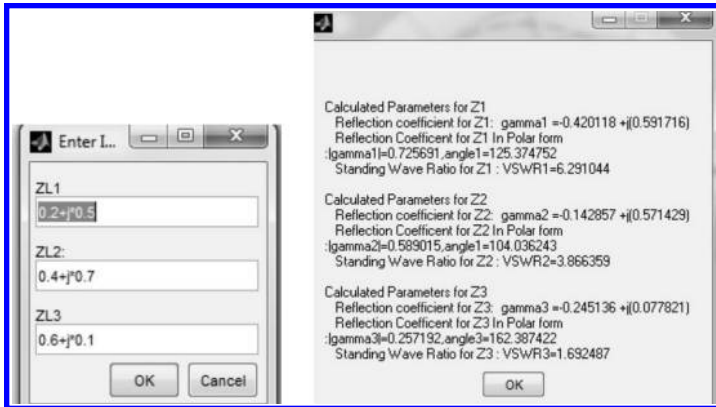 Enter I...
ZL1
0.2+j*0.5
ZL2:
0.4+j*0.7
ZL3
0.6+j*0.1
OK Cancel
Calculated Parameters for Z1
Reflection coefficient for Z1: gamma1 =-0.420118 +j(0.591716)
Reflection Coefficent for Z1 In Polar form
:|gamma1|=0.725691,angle1=125.374752
Standing Wave Ratio for Z1 : VSWR1=6.291044
Calculated Parameters for Z2
Reflection coefficient for Z2: gamma2 =-0.142857 +j(0.571429)
Reflection Coefficent for Z2 In Polar form
:|gamma2|=0.589015,angle1=104.036243
Standing Wave Ratio for Z2 : VSWR2=3.866359
Calculated Parameters for Z3
Reflection coefficient for Z3: gamma3 =-0.245136 +j(0.077821)
Reflection Coefficent for Z3 In Polar form
:|gamma3|=0.257192,angle3=162.387422
Standing Wave Ratio for Z3 : VSWR3=1.692487
OK